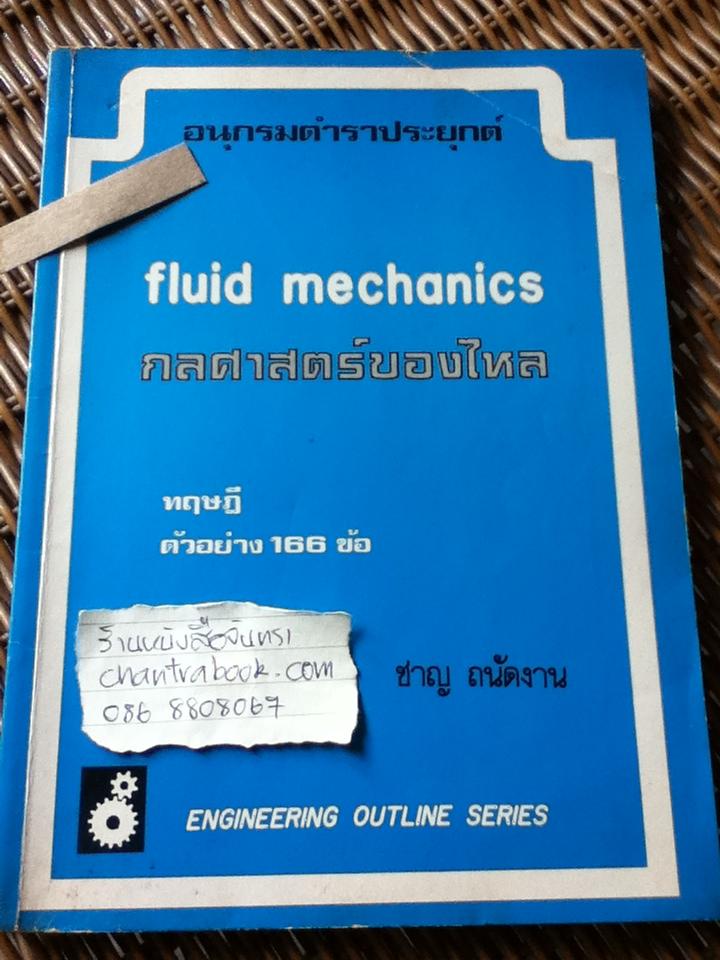 อนุกรมตำราประยุกต์
fluid mechanics
กลศาสตร์ของไหล
ทฤษฎี
ตัวอย่าง 166 ข้อ
ร้านหนังสือจันทรา
chantrabook.com
086 8808067
ชาญ ถนัดงาน
ENGINEERING OUTLINE SERIES